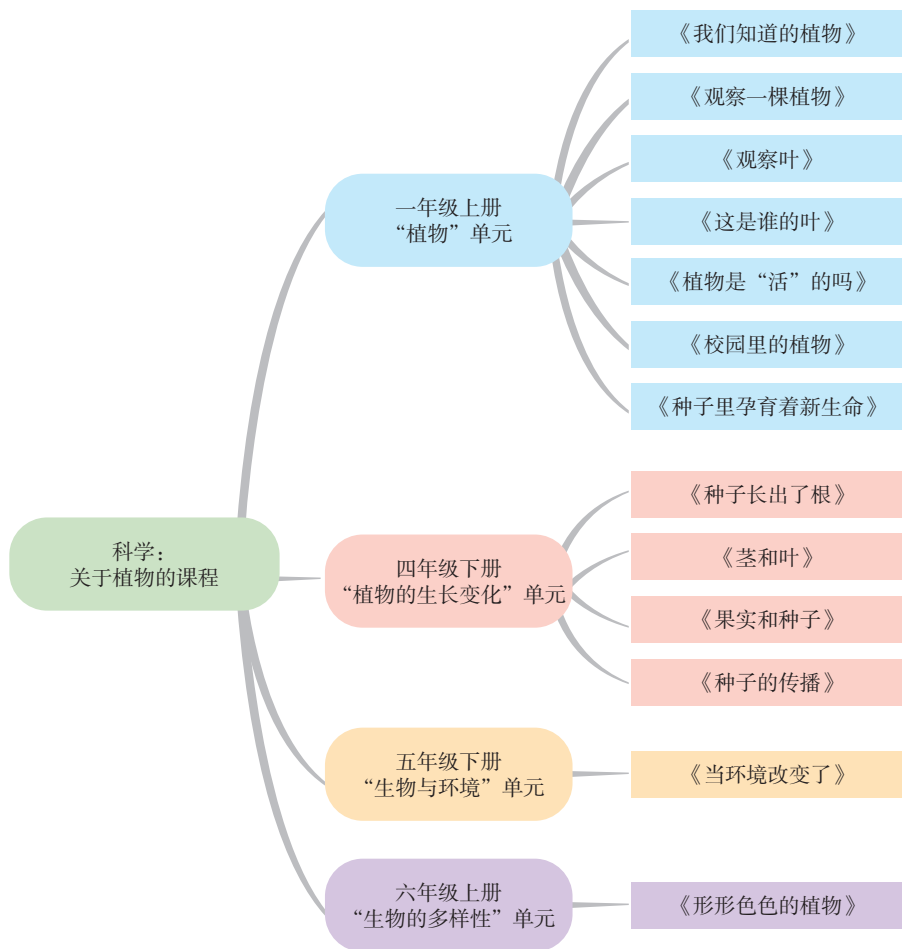 科学：
关于植物的课程
一年级上册
“植物”单元
《我们知道的植物》
《观察一棵植物》
《观察叶》
《这是谁的叶》
《植物是“活”的吗》
《校园里的植物》
《种子里孕育着新生命》
四年级下册
“植物的生长变化”单元
《种子长出了根》
《茎和叶》
《果实和种子》
《种子的传播》
五年级下册
“生物与环境”单元
《当环境改变了》
六年级上册
“生物的多样性”单元
《形形色色的植物》